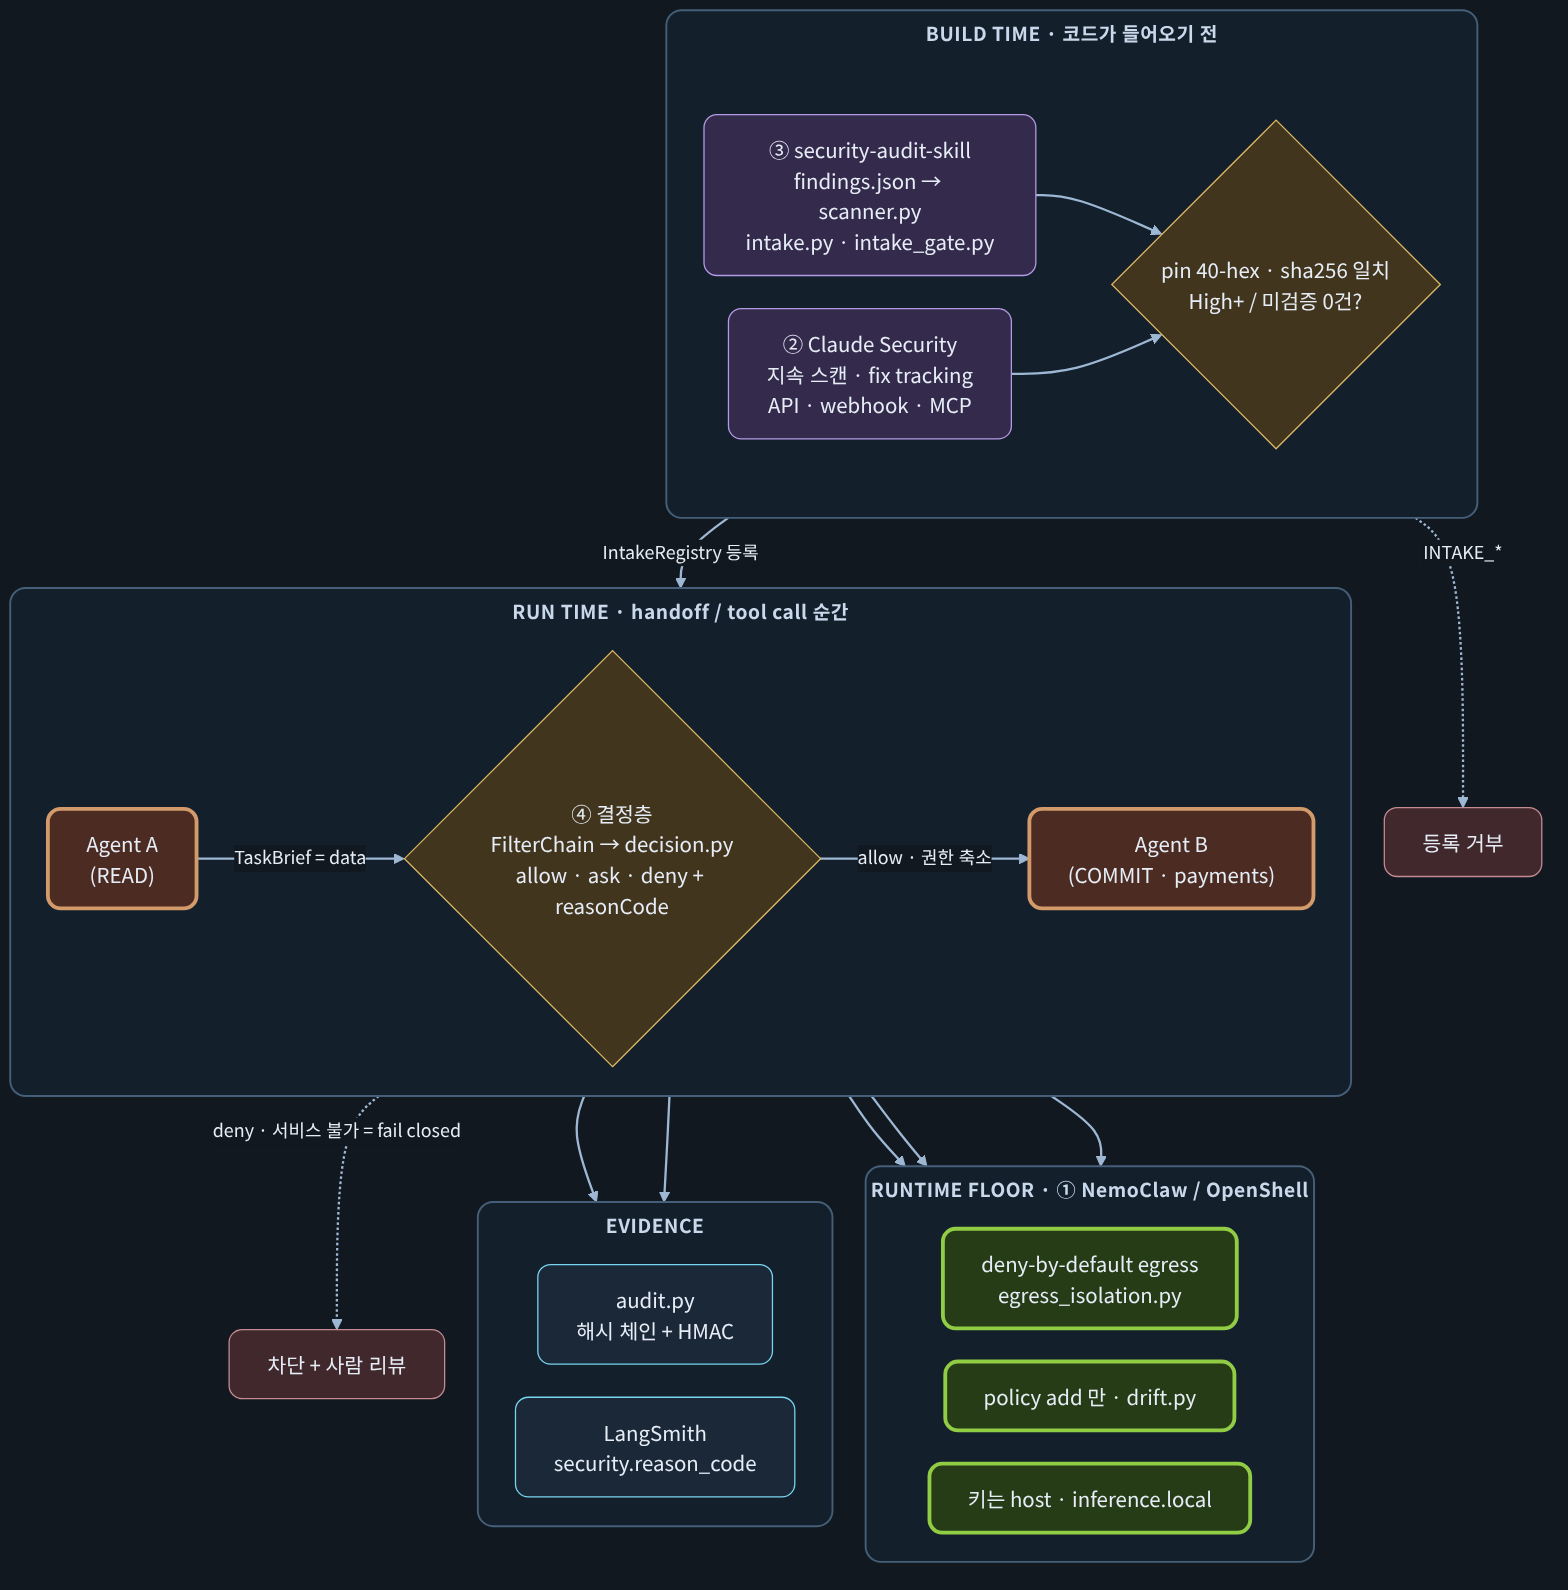 BUILD TIME · 코드가 들어오기 전
③ security-audit-skill
findings.json →
scanner.py
intake.py · intake_gate.py
② Claude Security
지속 스캔 · fix tracking
API · webhook · MCP
pin 40-hex · sha256 일치
High+ / 미검증 0건?
IntakeRegistry 등록
INTAKE_*
RUN TIME · handoff / tool call 순간
Agent A
(READ)
TaskBrief = data
④ 결정층
FilterChain → decision.py
allow · ask · deny +
reasonCode
allow · 권한 축소
Agent B
(COMMIT · payments)
등록 거부
deny · 서비스 불가 = fail closed
차단 + 사람 리뷰
EVIDENCE
audit.py
해시 체인 + HMAC
LangSmith
security.reason_code
RUNTIME FLOOR · ① NemoClaw / OpenShell
deny-by-default egress
egress_isolation.py
policy add 만 · drift.py
키는 host · inference.local